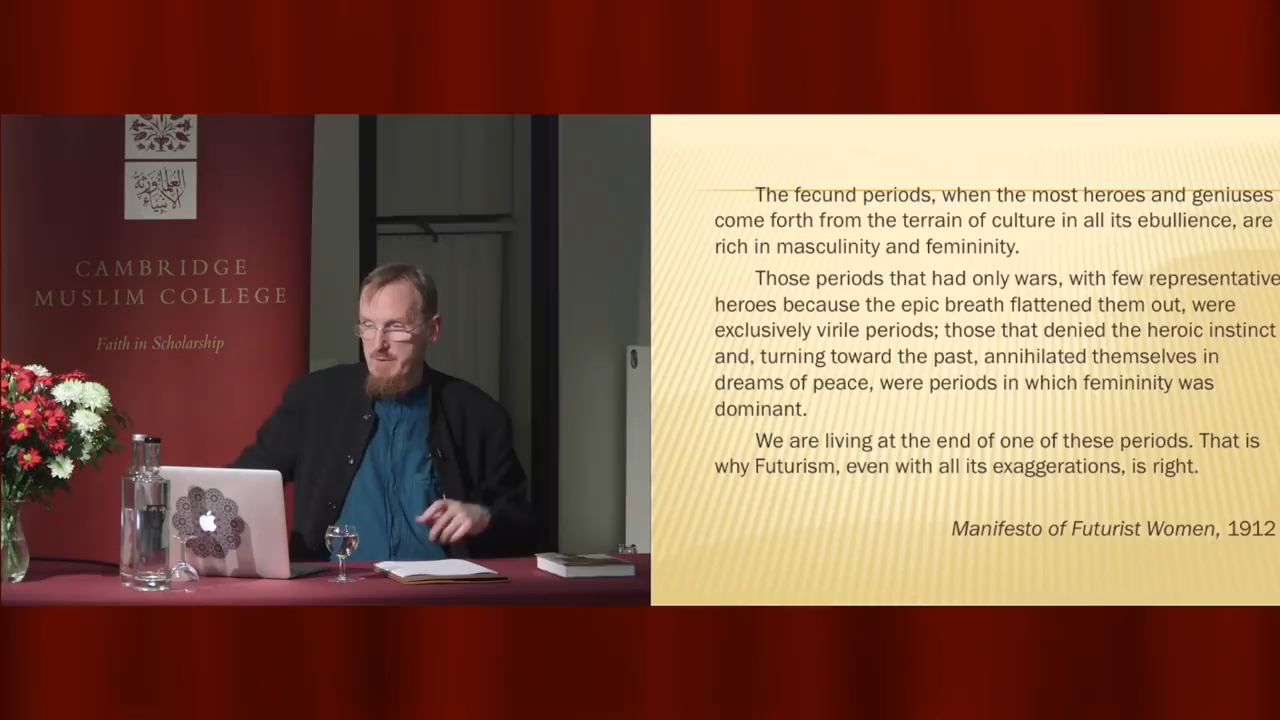 العلماء ورثة
الأنبياء
CAMBRIDGE
MUSLIM COLLEGE
Faith in Scholarship
The fecund periods, when the most heroes and geniuses
come forth from the terrain of culture in all its ebullience, are
rich in masculinity and femininity.
Those periods that had only wars, with few representative
heroes because the epic breath flattened them out, were
exclusively virile periods; those that denied the heroic instinct
and, turning toward the past, annihilated themselves in
dreams of peace, were periods in which femininity was
dominant.
We are living at the end of one of these periods. That is
why Futurism, even with all its exaggerations, is right.
Manifesto of Futurist Women, 1912